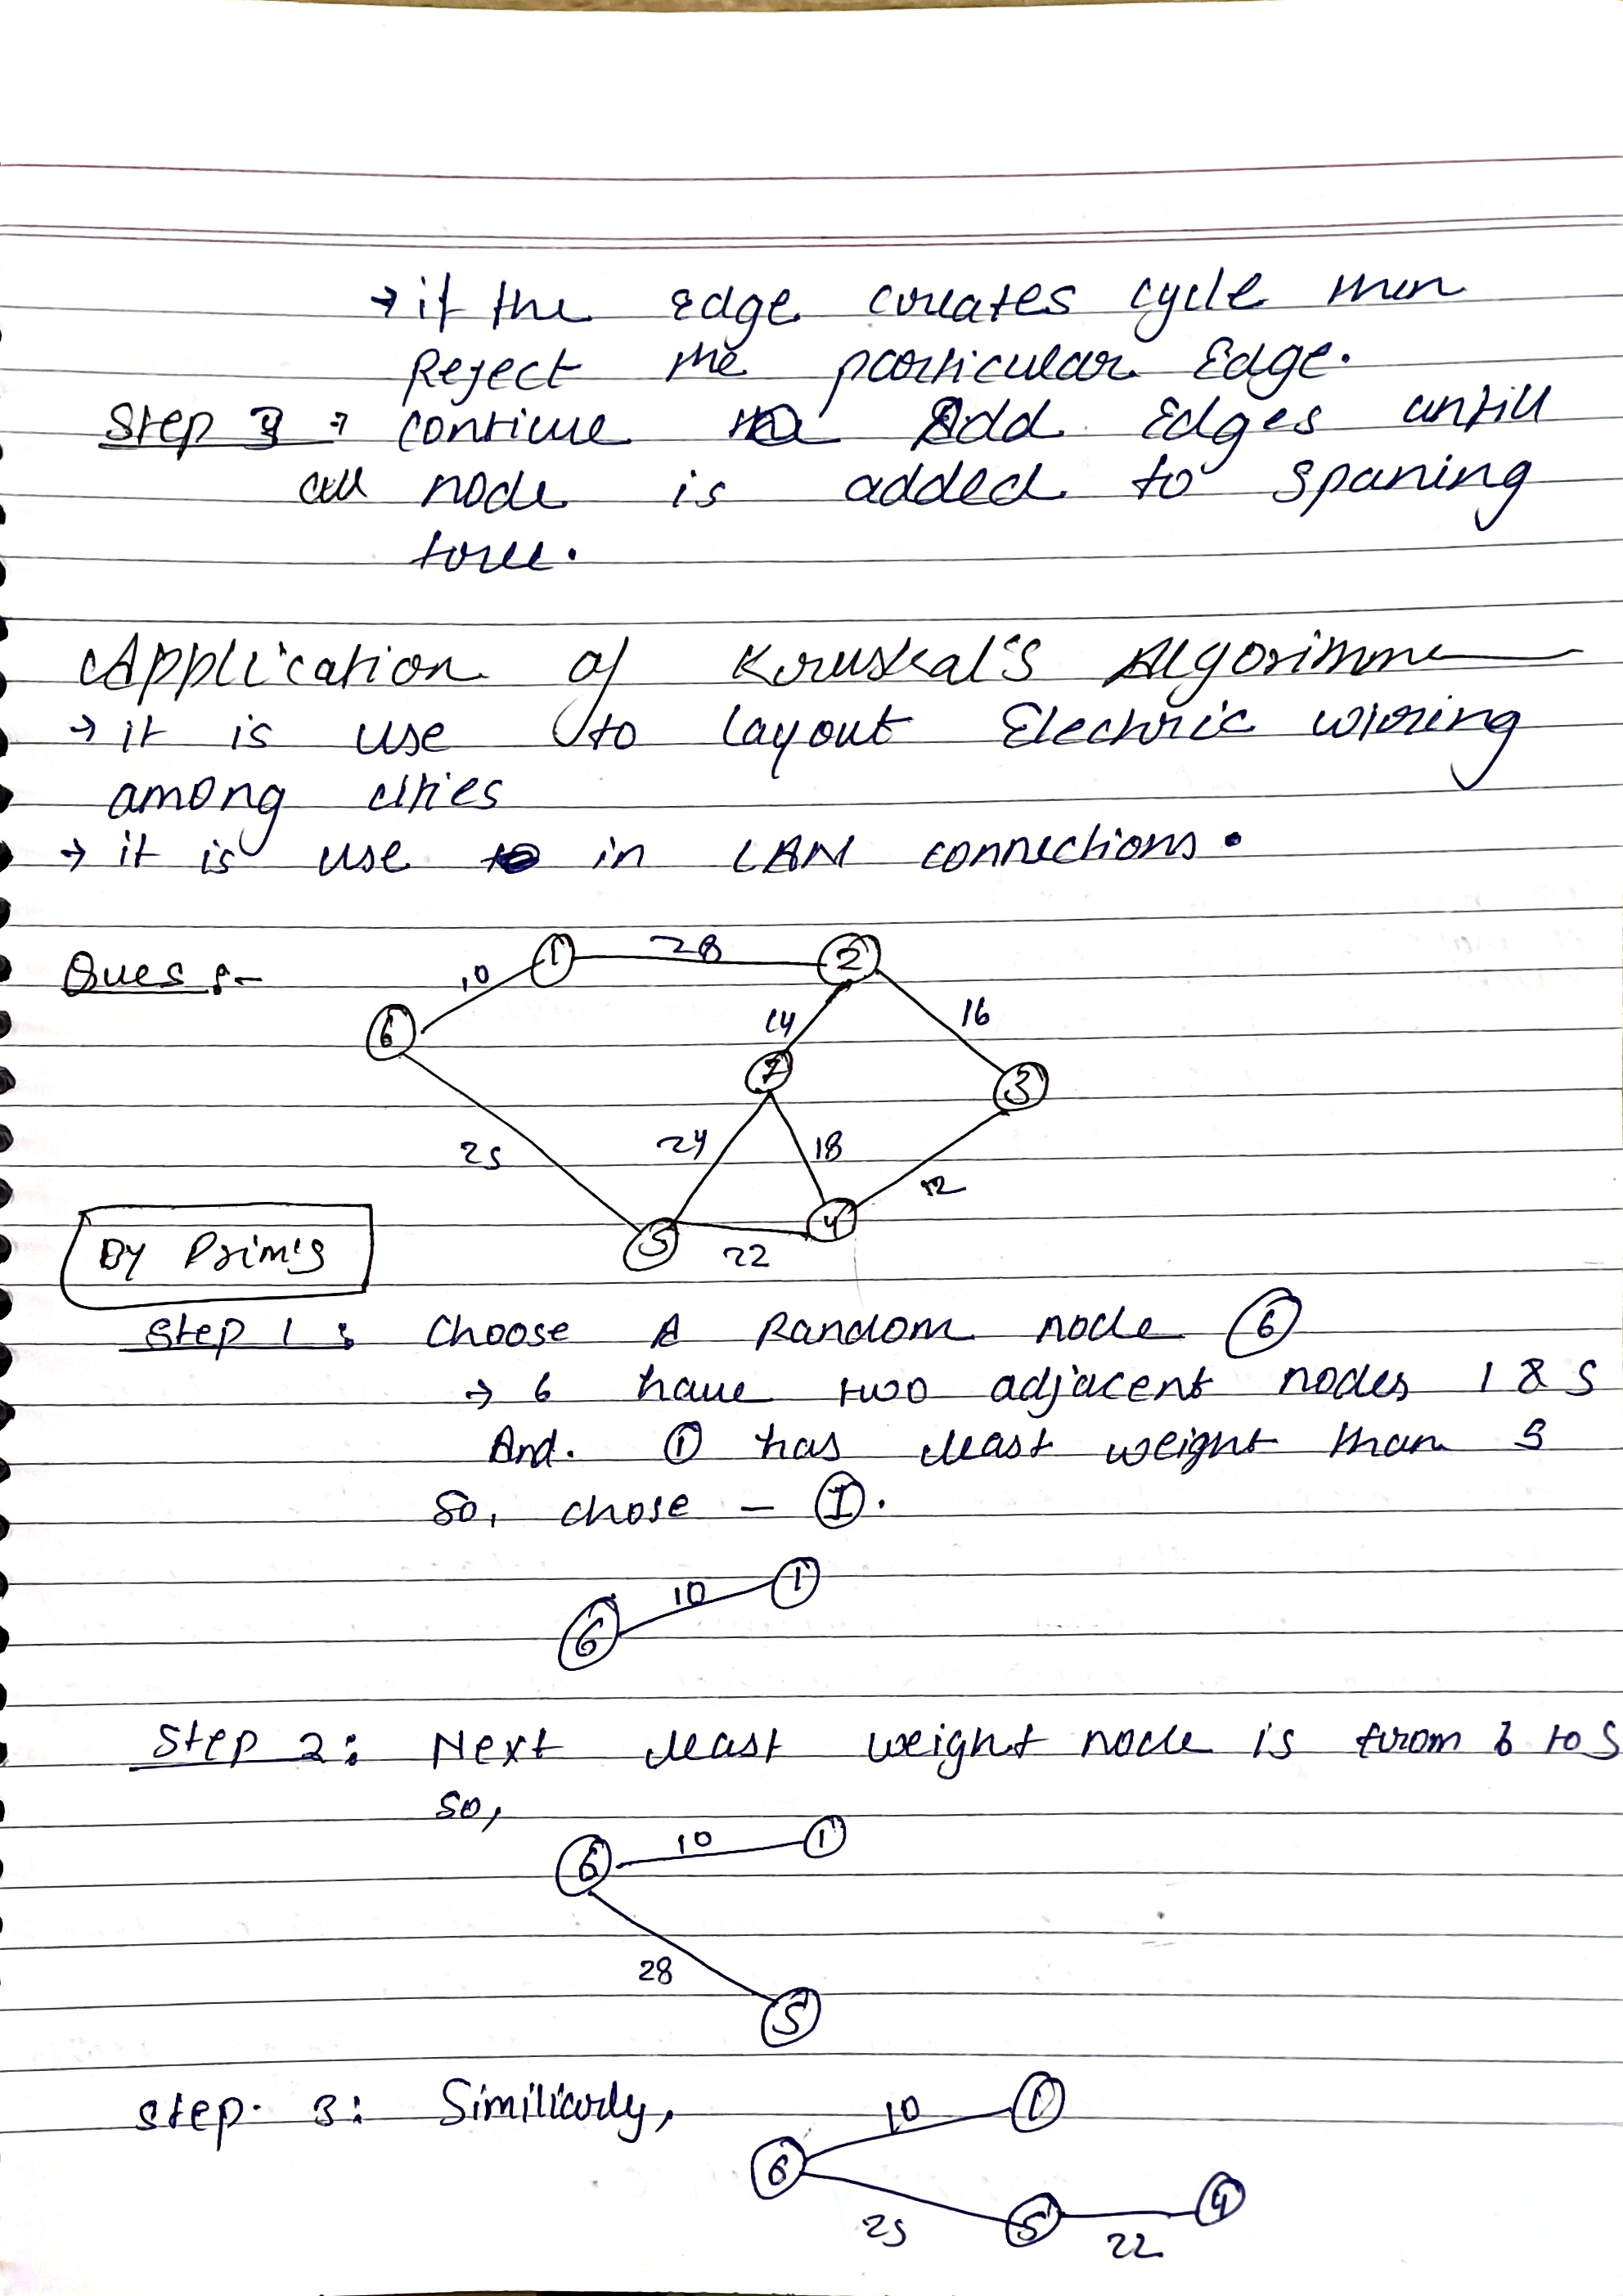 → if the edge creates cycle then
Reject the particular Edge.
Step 3 → continue to Add Edges untill
all node is added to spaning
tree.
Application of Kruskal's Algorithm
→ it is use to layout Electric wiring
among cities
→ it is use in LAN connections.
Ques :-
10 1 28 2
6 14 16
7 3
25 24 18 12
5 22 4
By Prim's
Step 1 : Choose A Random node 6
→ 6 have two adjacent nodes 1 & 5
And. 1 has least weight than 5
So, chose - 1.
6 10 1
Step 2 : Next least weight node is from 6 to 5
so,
6 10 1
28
5
step. 3 : Similiarly,
10 1
6
25 5 22 4